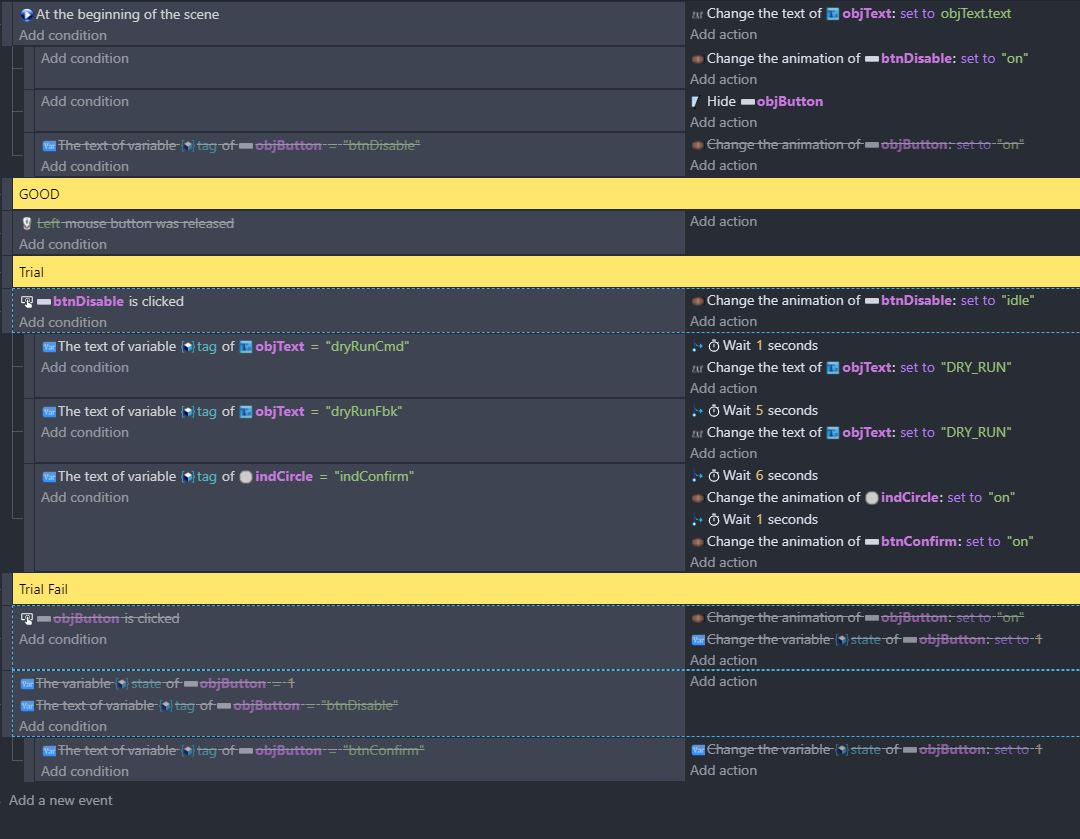 At the beginning of the scene
Add condition
Change the text of objText: set to objText.text
Add action
Add condition
Change the animation of btnDisable: set to "on"
Add action
Add condition
Hide objButton
Add action
Var The text of variable tag of objButton = "btnDisable"
Add condition
Change the animation of objButton: set to "on"
Add action
GOOD
Left mouse button was released
Add condition
Add action
Trial
btnDisable is clicked
Add condition
Change the animation of btnDisable: set to "idle"
Add action
Var The text of variable tag of objText = "dryRunCmd"
Add condition
Wait 1 seconds
Change the text of objText: set to "DRY_RUN"
Add action
Var The text of variable tag of objText = "dryRunFbk"
Add condition
Wait 5 seconds
Change the text of objText: set to "DRY_RUN"
Add action
Var The text of variable tag of indCircle = "indConfirm"
Add condition
Wait 6 seconds
Change the animation of indCircle: set to "on"
Wait 1 seconds
Change the animation of btnConfirm: set to "on"
Add action
Trial Fail
objButton is clicked
Add condition
Change the animation of objButton: set to "on"
Var Change the variable state of objButton: set to 1
Add action
Var The variable state of objButton = 1
Var The text of variable tag of objButton = "btnDisable"
Add condition
Add action
Var The text of variable tag of objButton = "btnConfirm"
Add condition
Var Change the variable state of objButton: set to 1
Add action
Add a new event